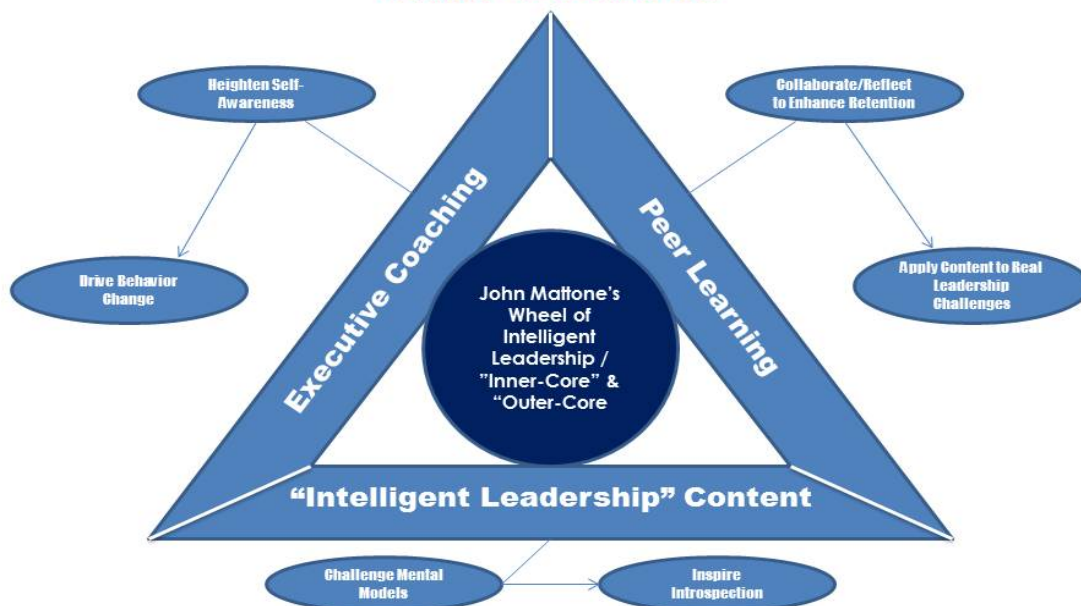 Heighten Self-
Awareness
Collaborate/Reflect
to Enhance Retention
Executive Coaching
Peer Learning
Drive Behavior
Change
Apply Content to Real
Leadership
Challenges
John Mattone's
Wheel of
Intelligent
Leadership /
"Inner-Core" &
"Outer-Core
"Intelligent Leadership" Content
Challenge Mental
Models
Inspire
Introspection